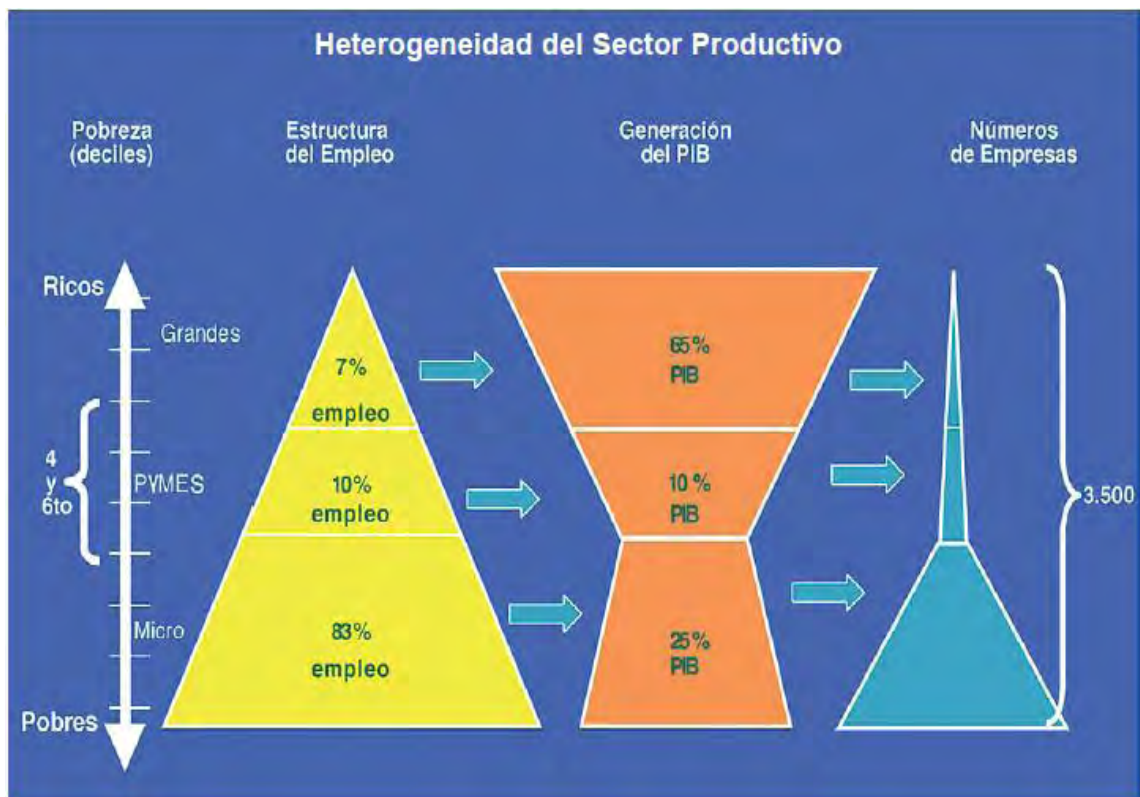 Heterogeneidad del Sector Productivo
Pobreza
(deciles)
Estructura
del Empleo
Generación
del PIB
Números
de Empresas
Ricos
Grandes
4
y
6to
PYMES
Micro
Pobres
7%
empleo
10%
empleo
83%
empleo
65%
PIB
10%
PIB
25%
PIB
3.500